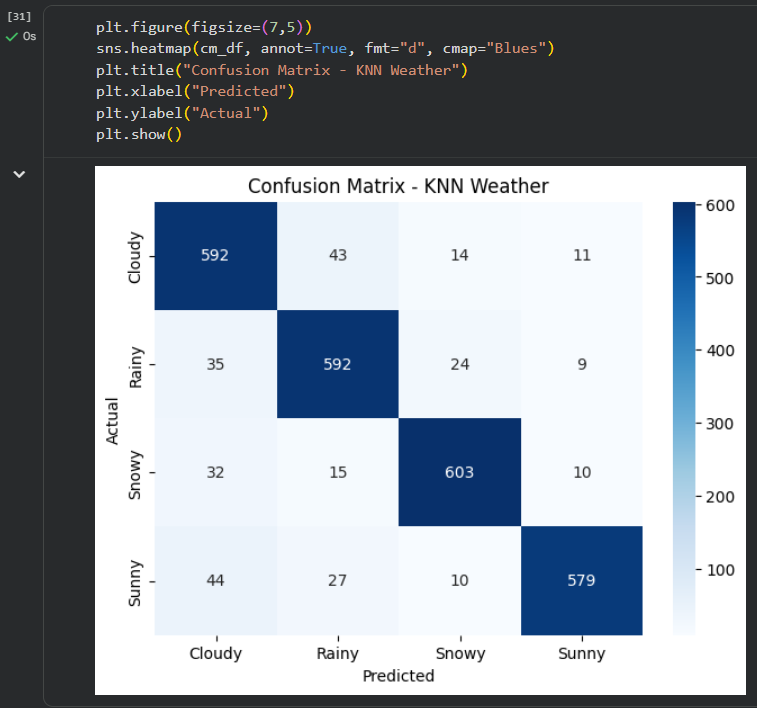 [31]
0s
plt.figure(figsize=(7,5))
sns.heatmap(cm_df, annot=True, fmt="d", cmap="Blues")
plt.title("Confusion Matrix - KNN Weather")
plt.xlabel("Predicted")
plt.ylabel("Actual")
plt.show()
Confusion Matrix - KNN Weather
Actual
Cloudy 592 43 14 11
Rainy 35 592 24 9
Snowy 32 15 603 10
Sunny 44 27 10 579
Cloudy Rainy Snowy Sunny
Predicted
600
500
400
300
200
100